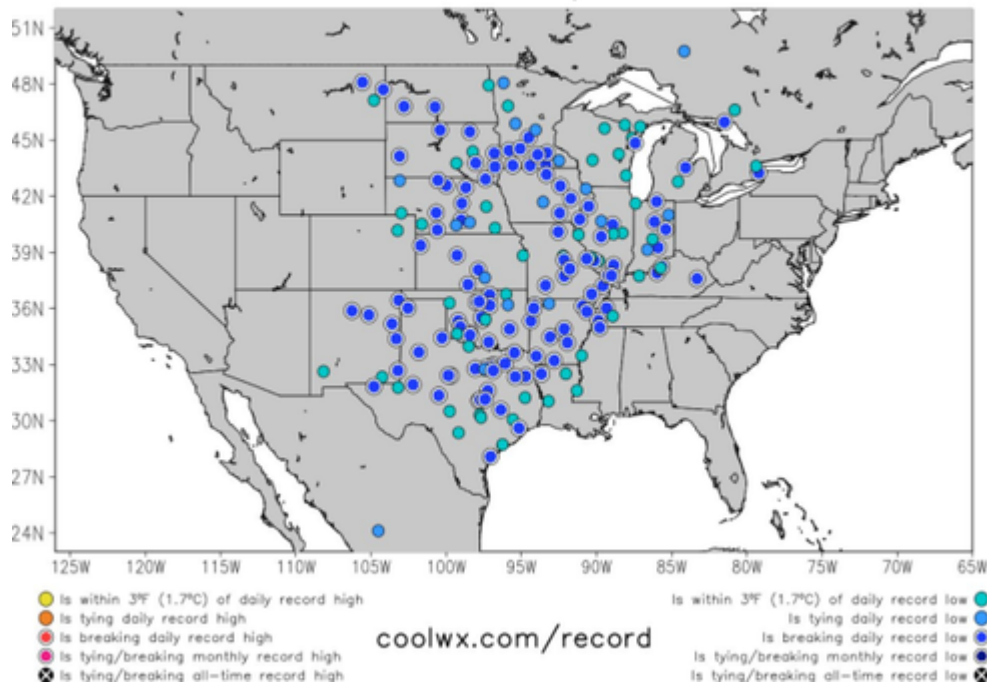 51N
48N
45N
42N
39N
36N
33N
30N
27N
24N
125W 120W 115W 110W 105W 100W 95W 90W 85W 80W 75W 70W 65W
Is within 3ºF (1.7ºC) of daily record high
Is tying daily record high
Is breaking daily record high
Is tying/breaking monthly record high
Is tying/breaking all-time record high
coolwx.com/record
Is within 3ºF (1.7ºC) of daily record low
Is tying daily record low
Is breaking daily record low
Is tying/breaking monthly record low
Is tying/breaking all-time record low